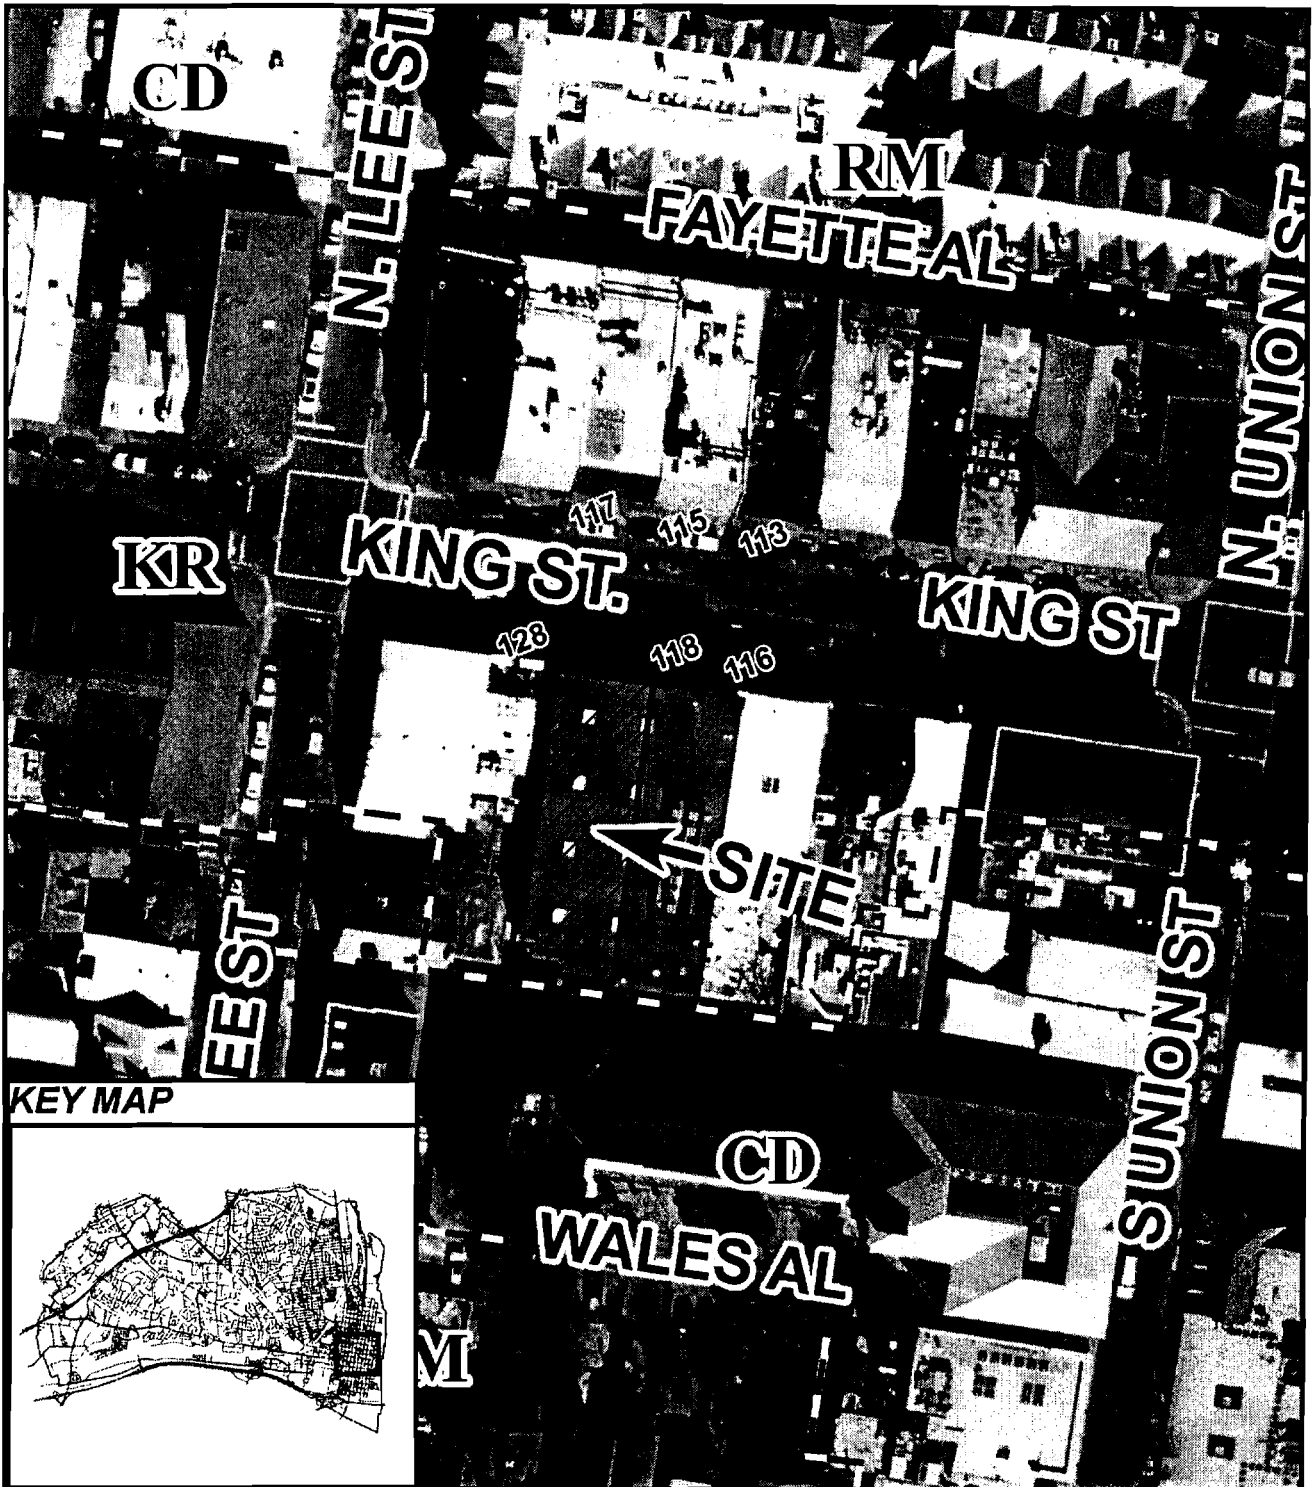 CD
N. LEE ST.
RM
FAYETTE AL
N. UNION ST
117
115
113
KR
KING ST.
KING ST
128
118
116
SITE
EE ST
S UNION ST
KEY MAP
CD
WALES AL
M